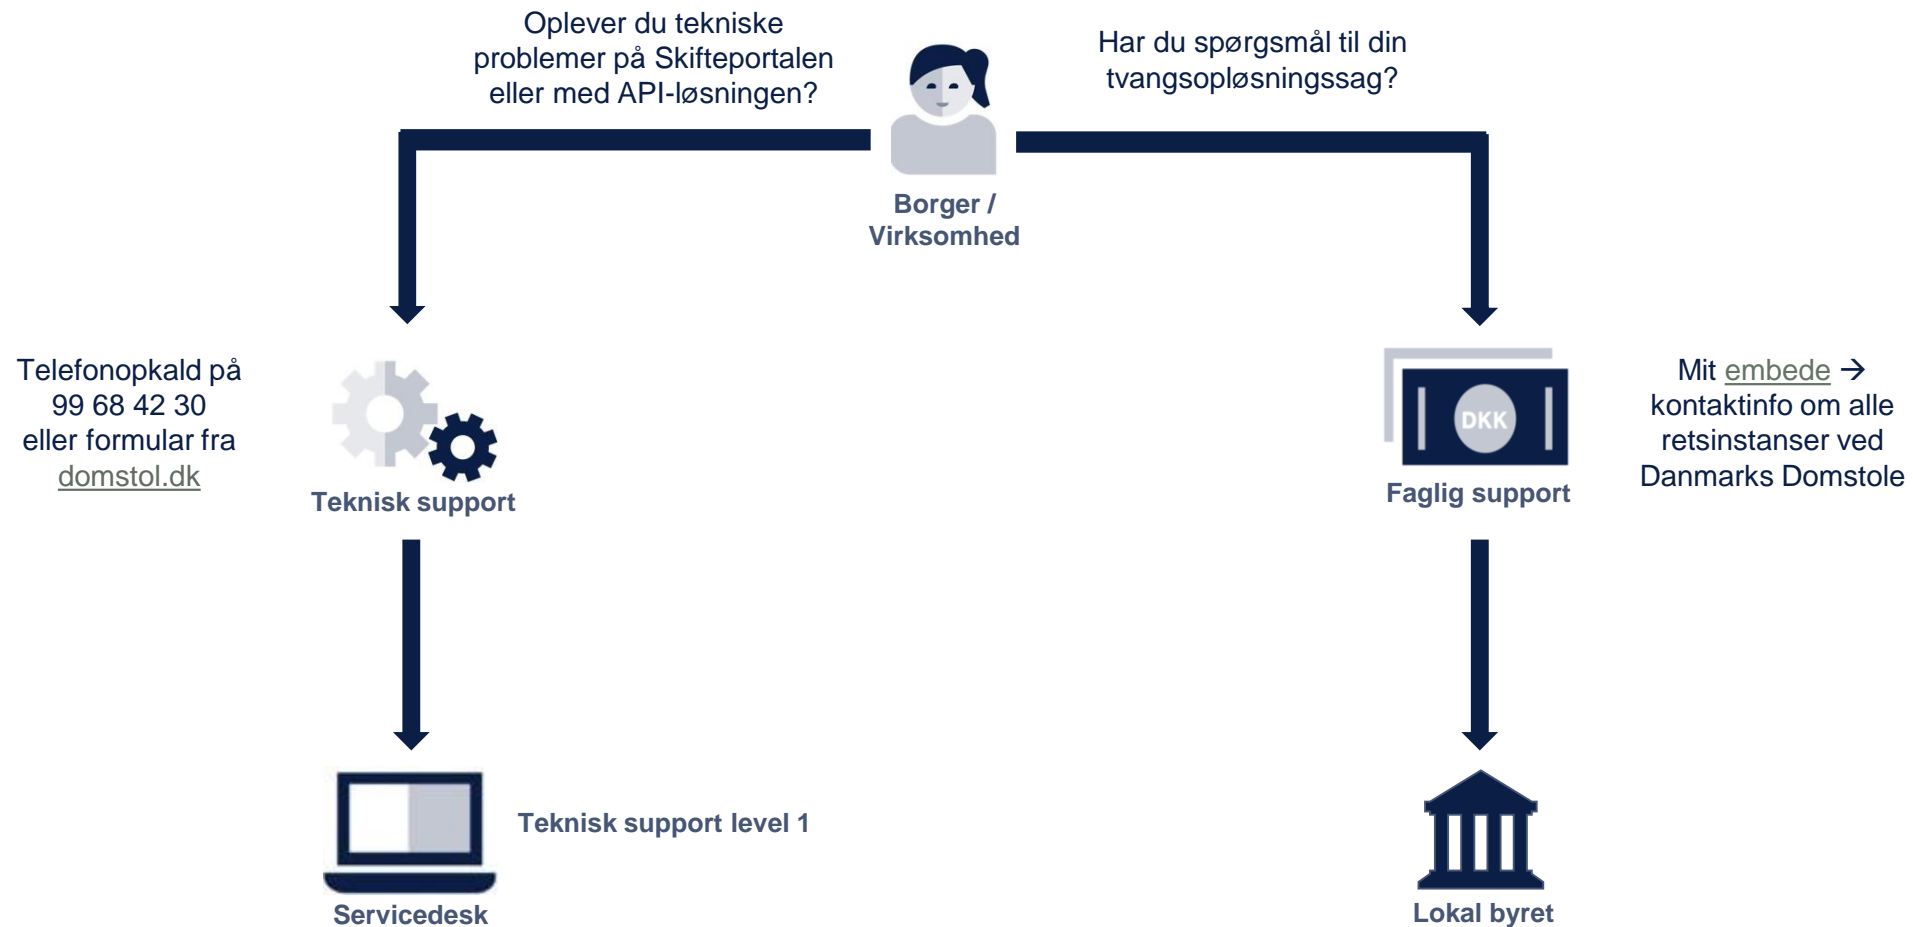 Oplever du tekniske
problemer på Skifteportalen
eller med API-løsningen?
Har du spørgsmål til din
tvangsopløsningssag?
Borger /
Virksomhed
Telefonopkald på
99 68 42 30
eller formular fra
domstol.dk
Teknisk support
DKK
Faglig support
Mit embede →
kontaktinfo om alle
retsinstanser ved
Danmarks Domstole
Teknisk support level 1
Servicedesk
Lokal byret